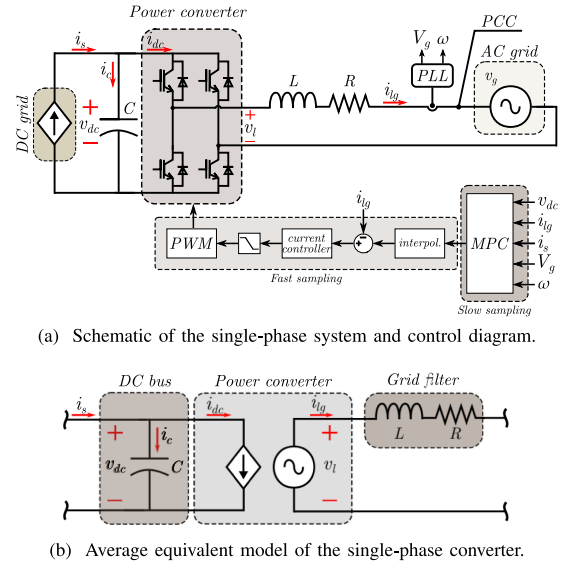 Power converter
PCC
i_s
i_dc
V_g
ω
AC grid
i_c
L
R
i_lg
PLL
v_g
DC grid
v_dc
C
+
−
+
v_l
−
i_lg
v_dc
PWM
current
controller
−
+
interpol.
MPC
i_lg
i_s
V_g
Fast sampling
ω
Slow sampling
(a) Schematic of the single-phase system and control diagram.
DC bus
Power converter
Grid filter
i_s
i_dc
i_lg
+
i_c
+
L
R
v_dc
C
v_l
−
−
(b) Average equivalent model of the single-phase converter.